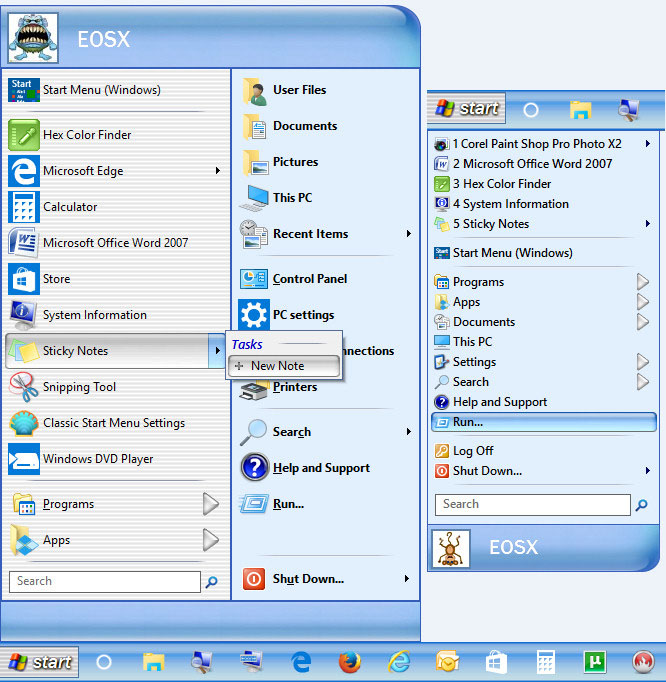 EOSX
Start Menu (Windows)
Hex Color Finder
Microsoft Edge
Calculator
Microsoft Office Word 2007
Store
System Information
Sticky Notes
Snipping Tool
Classic Start Menu Settings
Windows DVD Player
Programs
Apps
Search
User Files
Documents
Pictures
This PC
Recent Items
Control Panel
PC settings
Tasks
New Note
Printers
Search
Help and Support
Run...
Shut Down...
start
start
1 Corel Paint Shop Pro Photo X2
2 Microsoft Office Word 2007
3 Hex Color Finder
4 System Information
5 Sticky Notes
Start Menu (Windows)
Programs
Apps
Documents
This PC
Settings
Search
Help and Support
Run...
Log Off
Shut Down...
Search
EOSX